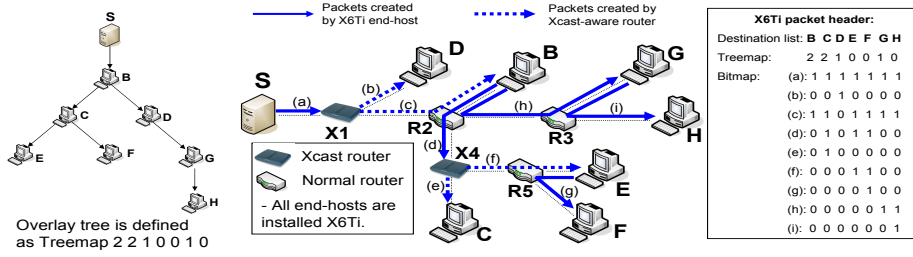 S
B
C
D
E
F
G
H
Overlay tree is defined
as Treemap 2 2 1 0 0 1 0
Packets created
by X6Ti end-host
Packets created by
Xcast-aware router
S
(a)
X1
(b)
D
(c)
R2
B
(h)
R3
G
(i)
H
(d)
X4
(f)
(e)
C
R5
(g)
E
F
Xcast router
Normal router
- All end-hosts are
installed X6Ti.
X6Ti packet header:
Destination list: B C D E F G H
Treemap: 2 2 1 0 0 1 0
Bitmap: (a): 1 1 1 1 1 1 1
(b): 0 0 1 0 0 0 0
(c): 1 1 0 1 1 1 1
(d): 0 1 0 1 1 0 0
(e): 0 1 0 0 0 0 0
(f): 0 0 0 1 1 0 0
(g): 0 0 0 0 1 0 0
(h): 0 0 0 0 0 1 1
(i): 0 0 0 0 0 0 1